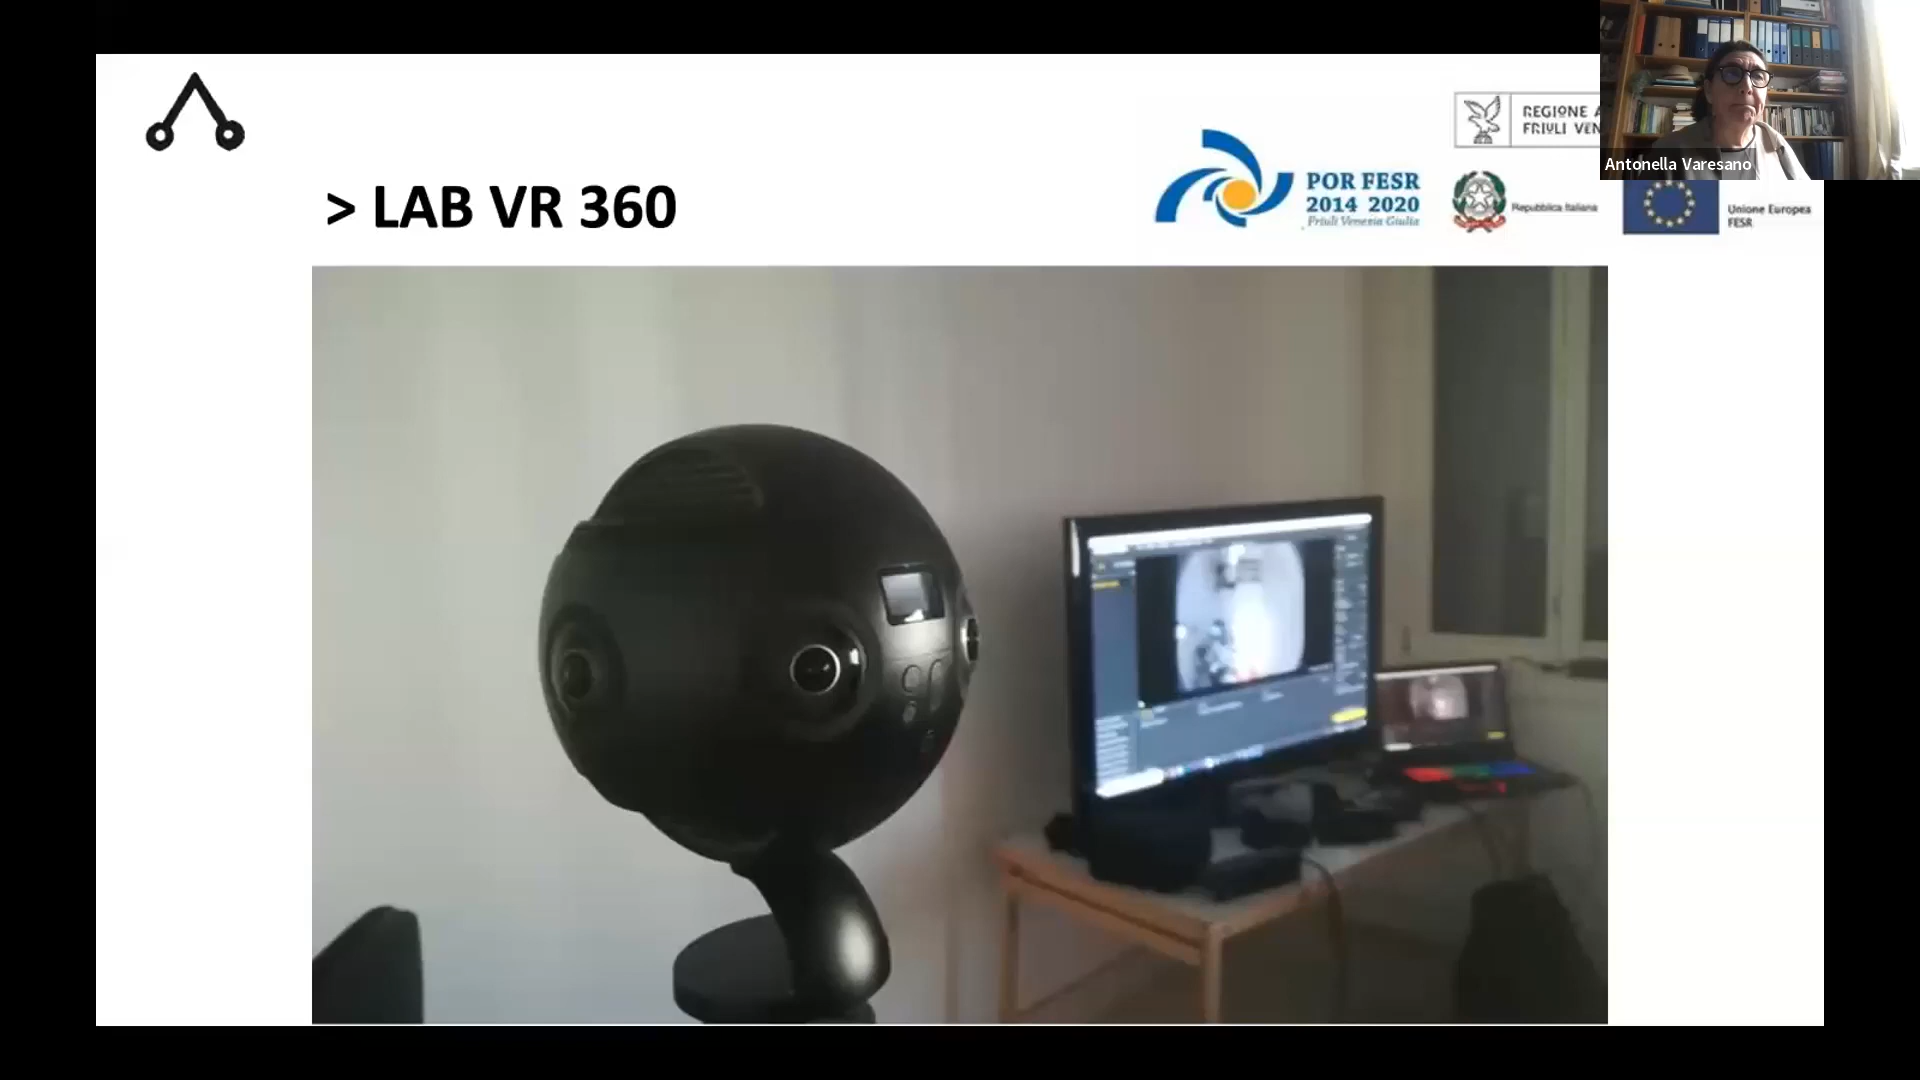 > LAB VR 360
POR FESR
2014 2020
Friuli Venezia Giulia
REGIONE A
FRIULI VEN
Repubblica Italiana
Unione Europea
FESR
Antonella Varesano